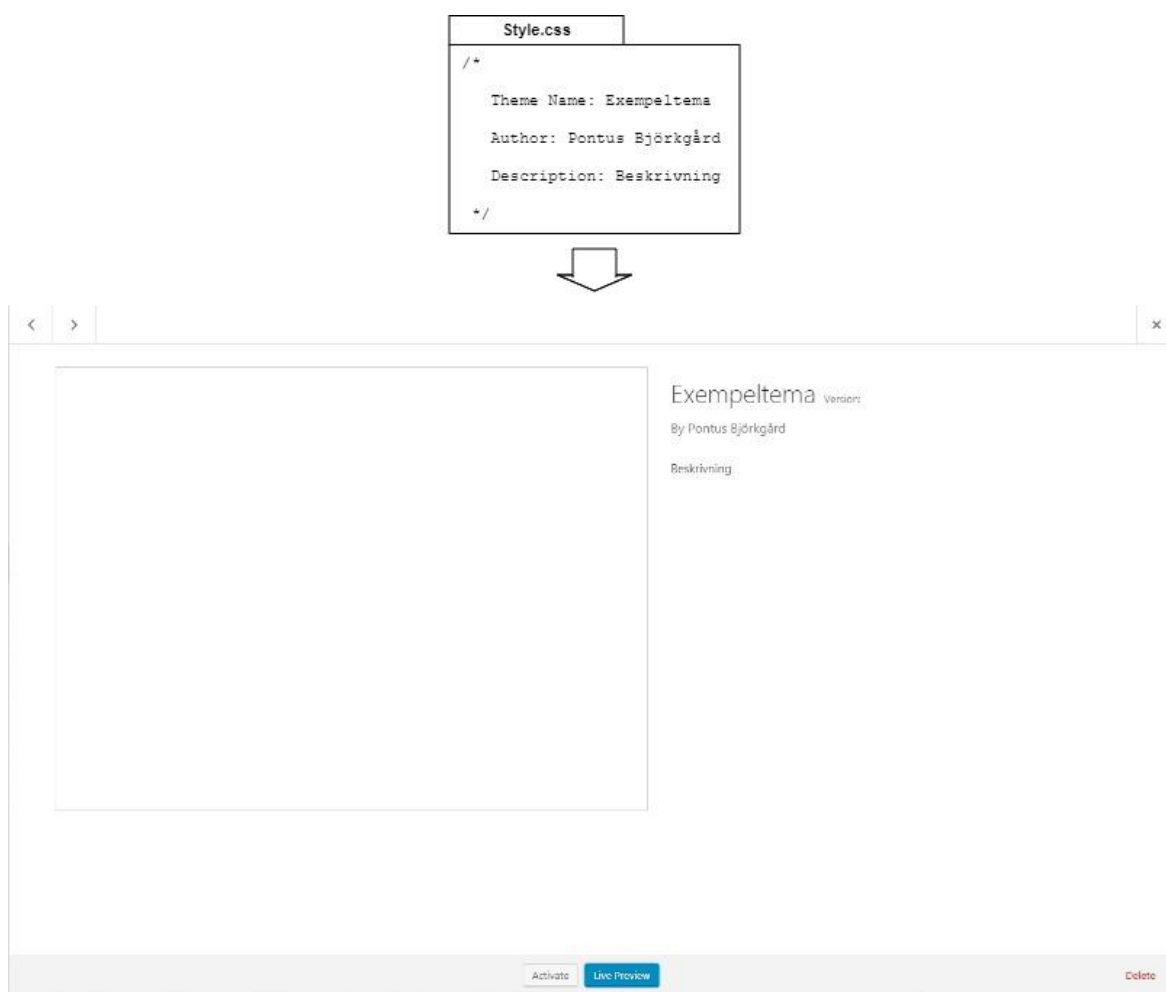 Style.css
/*
Theme Name: Exempeltema
Author: Pontus Björkgård
Description: Beskrivning
*/
Exempeltema Version:
By Pontus Björkgård
Beskrivning
Activate Live Preview Delete